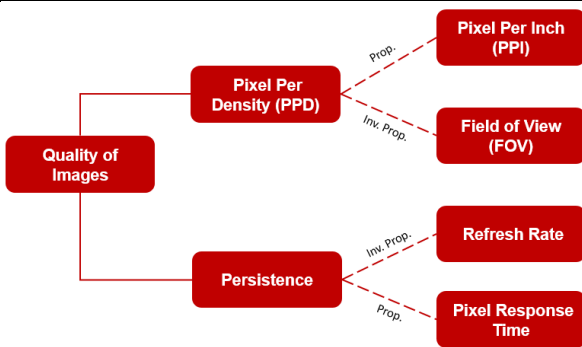 Quality of
Images
Pixel Per
Density (PPD)
Prop.
Pixel Per Inch
(PPI)
Inv. Prop.
Field of View
(FOV)
Persistence
Inv. Prop.
Refresh Rate
Prop.
Pixel Response
Time